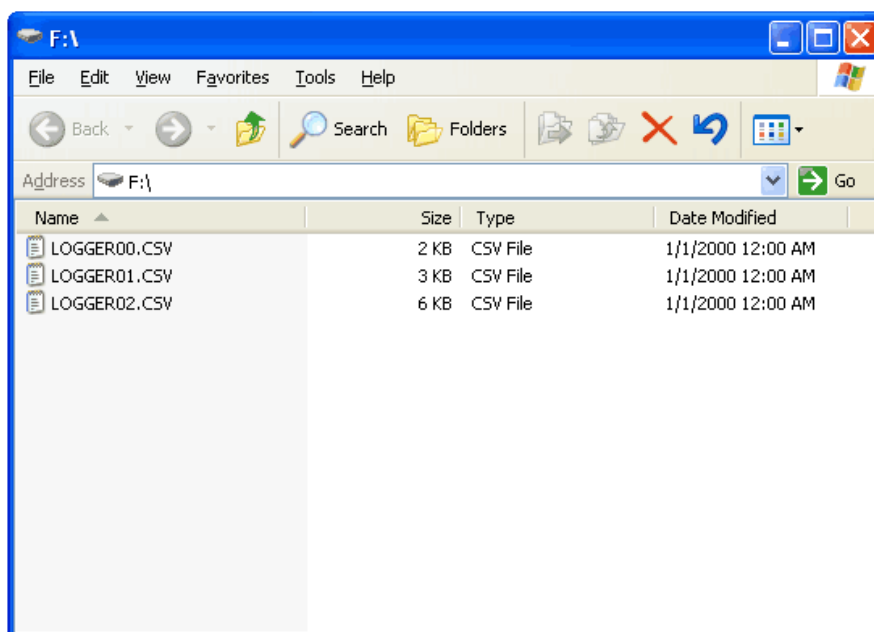 F:\
File Edit View Favorites Tools Help
Back Search Folders
Address F:\ Go
Name Size Type Date Modified
LOGGER00.CSV 2 KB CSV File 1/1/2000 12:00 AM
LOGGER01.CSV 3 KB CSV File 1/1/2000 12:00 AM
LOGGER02.CSV 6 KB CSV File 1/1/2000 12:00 AM